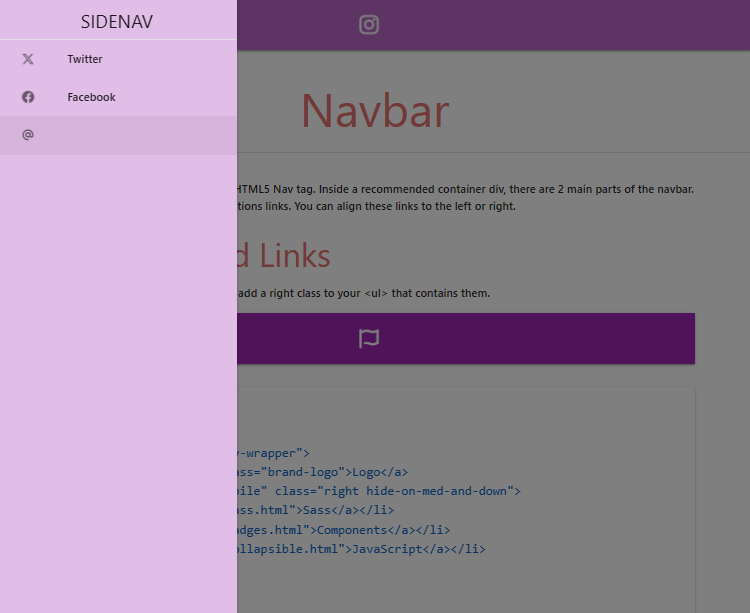 SIDENAV
Twitter
Facebook
@
Navbar
HTML5 Nav tag. Inside a recommended container div, there are 2 main parts of the navbar.
tions links. You can align these links to the left or right.
d Links
add a right class to your <ul> that contains them.
-wrapper">
ass="brand-logo">Logo</a>
bile" class="right hide-on-med-and-down">
ass.html">Sass</a></li>
adges.html">Components</a></li>
ollapsible.html">JavaScript</a></li>